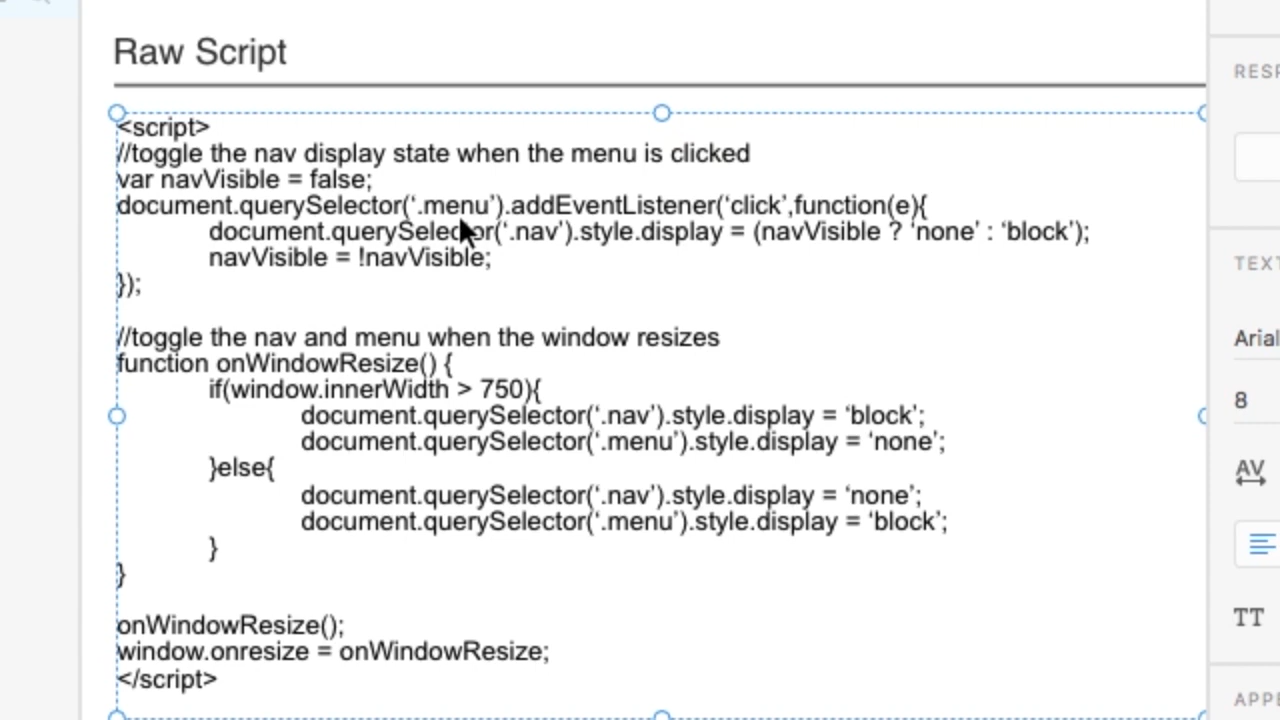 Raw Script
<script>
//toggle the nav display state when the menu is clicked
var navVisible = false;
document.querySelector(‘.menu’).addEventListener(‘click’,function(e){
document.querySelector(‘.nav’).style.display = (navVisible ? ‘none’ : ‘block’);
navVisible = !navVisible;
});
//toggle the nav and menu when the window resizes
function onWindowResize() {
if(window.innerWidth > 750){
document.querySelector(‘.nav’).style.display = ‘block’;
document.querySelector(‘.menu’).style.display = ‘none’;
}else{
document.querySelector(‘.nav’).style.display = ‘none’;
document.querySelector(‘.menu’).style.display = ‘block’;
}
}
onWindowResize();
window.onresize = onWindowResize;
</script>
RESP
TEXT
Arial
8
AV
TT
APPE